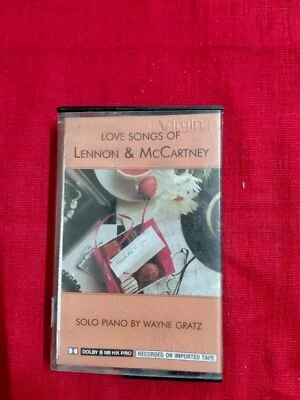 Virgin
LOVE SONGS OF
LENNON & MCCARTNEY
SOLO PIANO BY WAYNE GRATZ
DOLBY B NR HX PRO
RECORDED ON IMPORTED TAPE